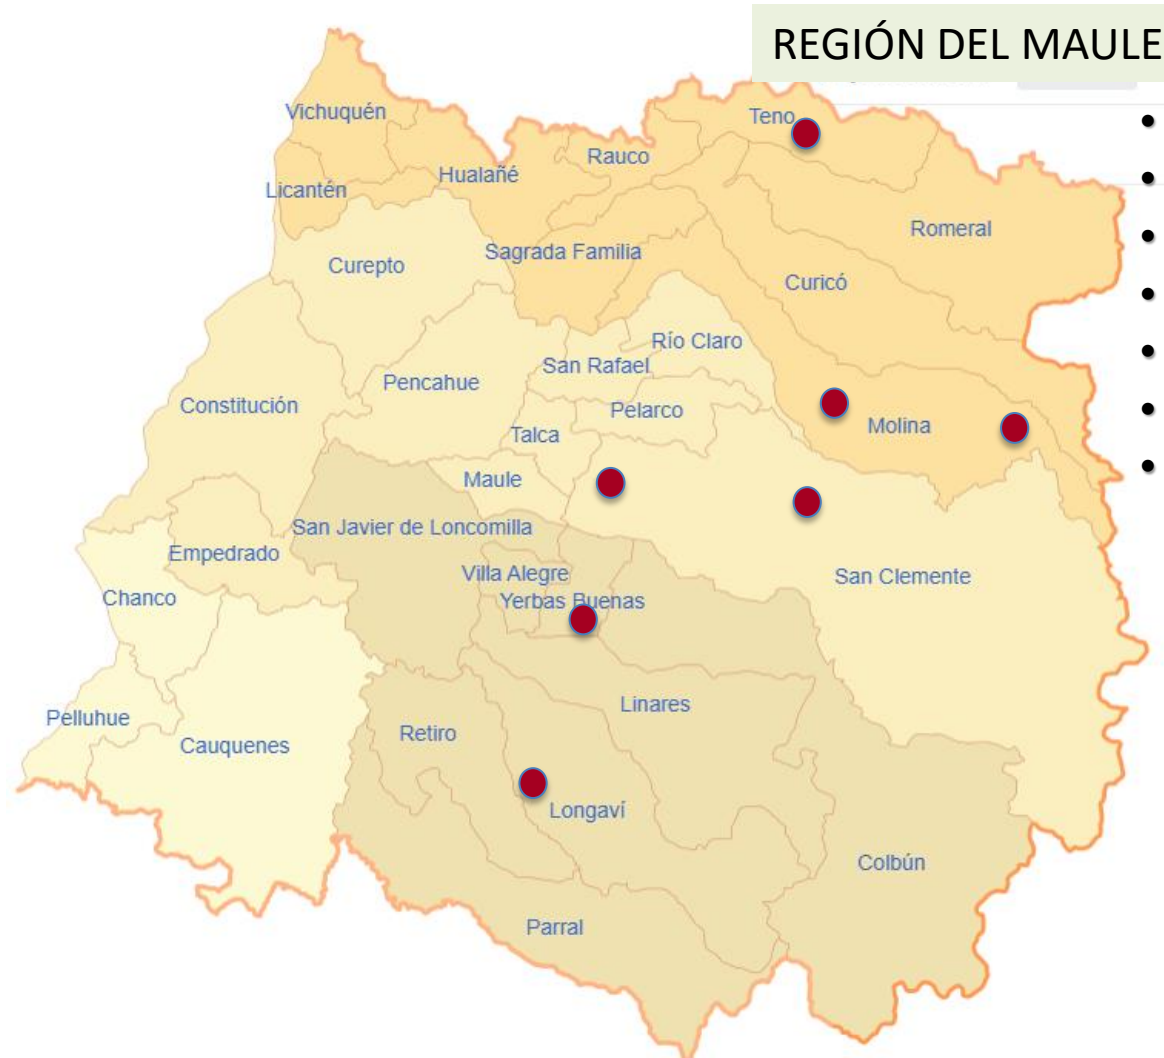 REGIÓN DEL MAULE
Teno
Vichuquén
Rauco
Hualañé
Licantén
Romeral
Sagrada Familia
Curepto
Curicó
Río Claro
San Rafael
Pencahue
Constitución
Pelarco
Molina
Talca
Maule
San Javier de Loncomilla
Empedrado
Villa Alegre
San Clemente
Chanco
Yerbas Buenas
Linares
Pelluhue
Retiro
Cauquenes
Longaví
Colbún
Parral